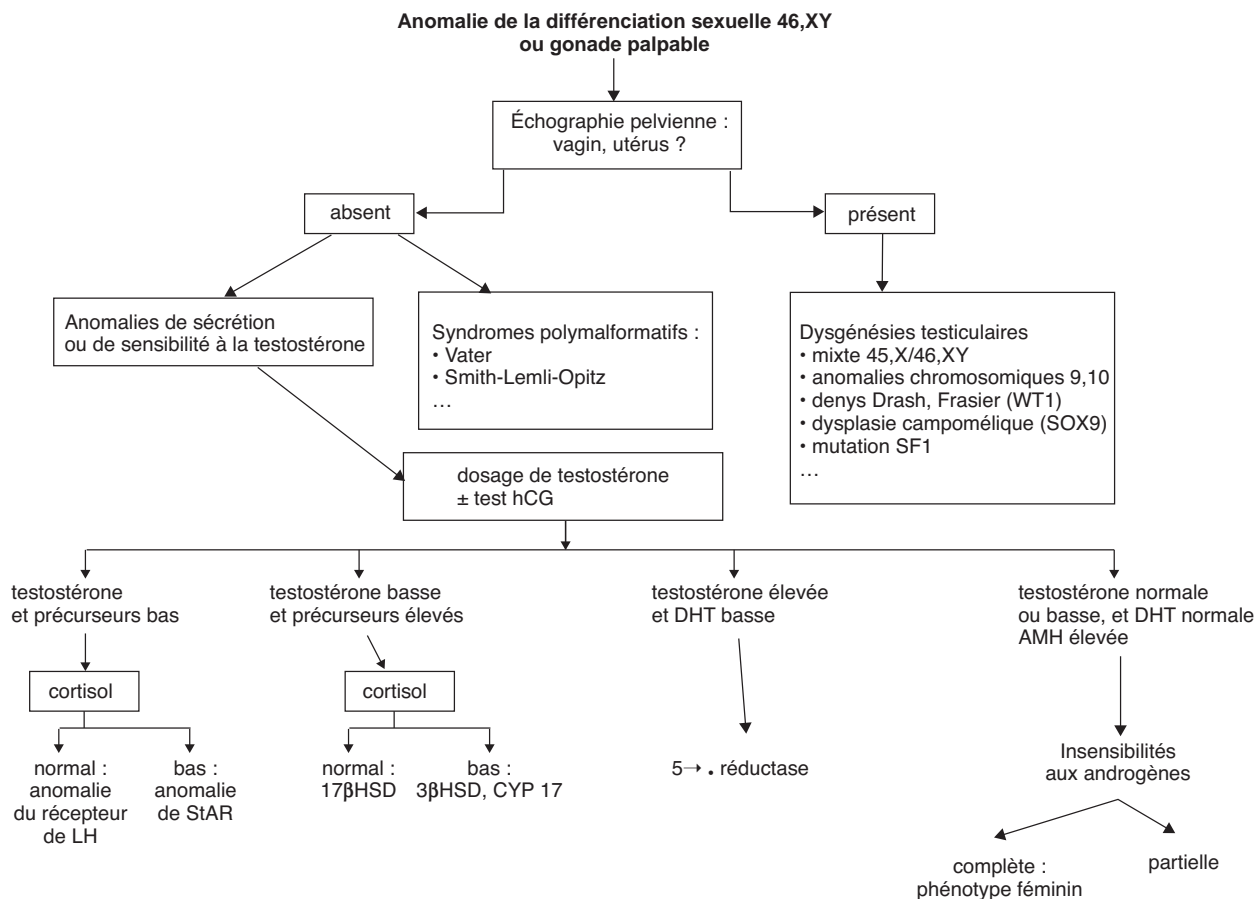 Anomalie de la différenciation sexuelle 46,XY
ou gonade palpable
Échographie pelvienne :
vagin, utérus ?
absent
présent
Anomalies de sécrétion
ou de sensibilité à la testostérone
Syndromes polymalformatifs :
• Vater
• Smith-Lemli-Opitz
…
Dysgénésies testiculaires
• mixte 45,X/46,XY
• anomalies chromosomiques 9,10
• denys Drash, Frasier (WT1)
• dysplasie campomélique (SOX9)
• mutation SF1
…
dosage de testostérone
± test hCG
testostérone
et précurseurs bas
testostérone basse
et précurseurs élevés
testostérone élevée
et DHT basse
testostérone normale
ou basse, et DHT normale
AMH élevée
cortisol
cortisol
normal :
anomalie
du récepteur
de LH
bas :
anomalie
de StAR
normal :
17βHSD
bas :
3βHSD, CYP 17
5→ . réductase
Insensibilités
aux androgènes
complète :
phénotype féminin
partielle